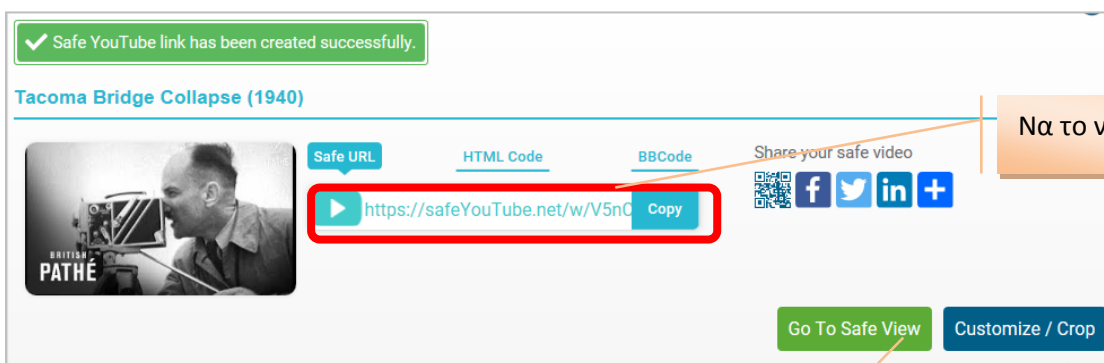 Safe YouTube link has been created successfully.
Tacoma Bridge Collapse (1940)
Να το
Safe URL
HTML Code
BBCode
Share your safe video
https://safeYouTube.net/w/V5n
Copy
BRITISH
PATHÉ
Go To Safe View
Customize / Crop